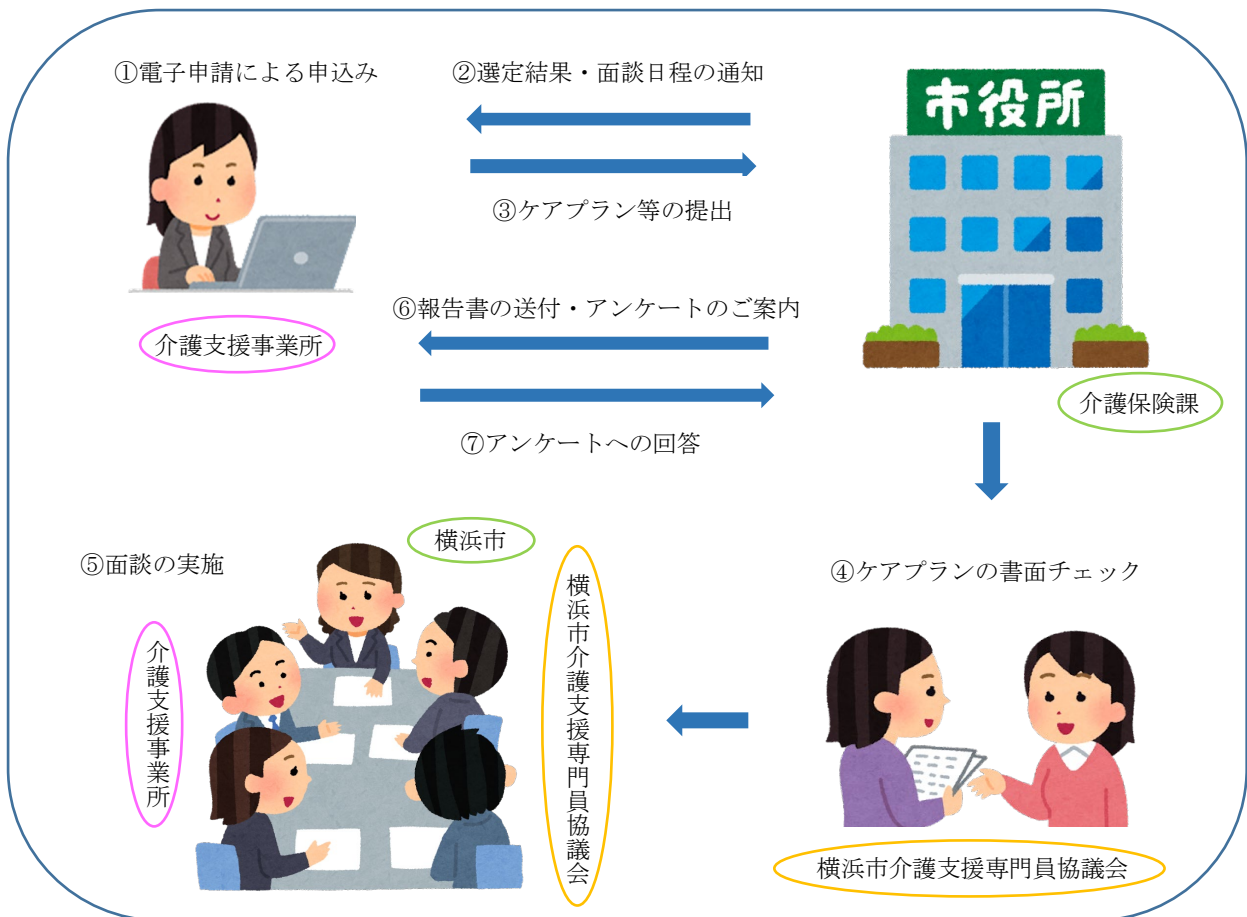 ①電子申請による申込み
②選定結果・面談日程の通知
市役所
③ケアプラン等の提出
介護支援事業所
⑥報告書の送付・アンケートのご案内
介護保険課
⑦アンケートへの回答
④ケアプランの書面チェック
横浜市介護支援専門員協議会
⑤面談の実施
横浜市
介護支援事業所
横浜市介護支援専門員協議会